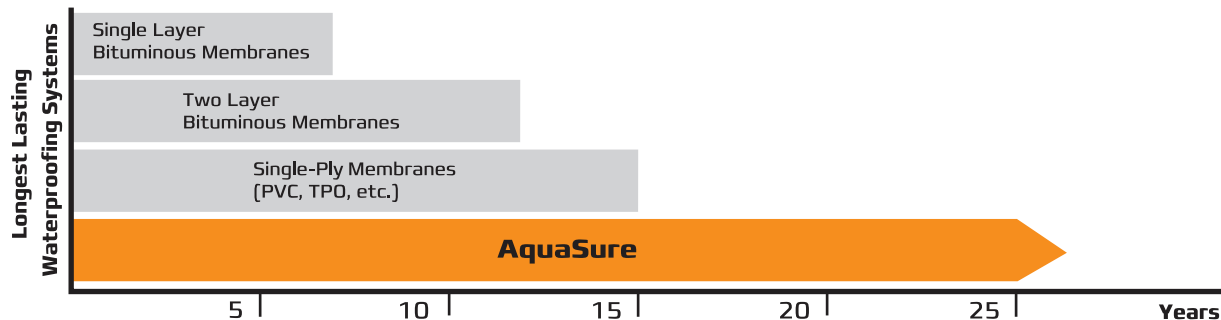 Longest Lasting
Waterproofing Systems
Single Layer
Bituminous Membranes
Two Layer
Bituminous Membranes
Single-Ply Membranes
(PVC, TPO, etc.)
AquaSure
5 10 15 20 25 Years